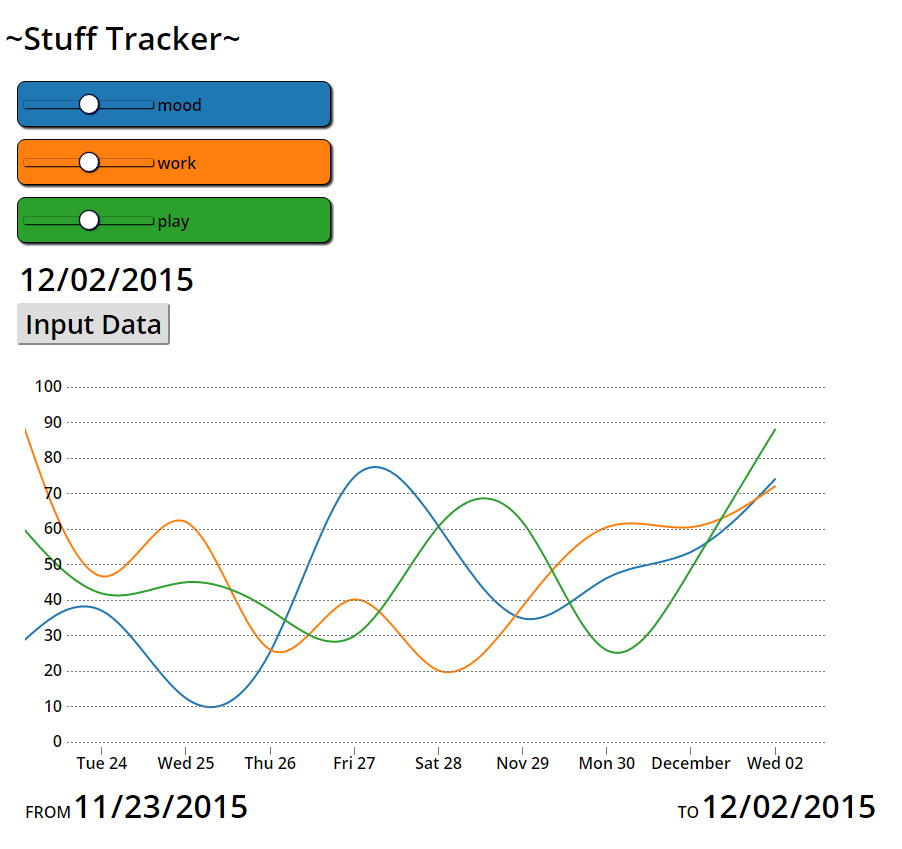 ~Stuff Tracker~
mood
work
play
12/02/2015
Input Data
100
90
80
70
60
50
40
30
20
10
0
Tue 24 Wed 25 Thu 26 Fri 27 Sat 28 Nov 29 Mon 30 December Wed 02
FROM 11/23/2015 TO 12/02/2015